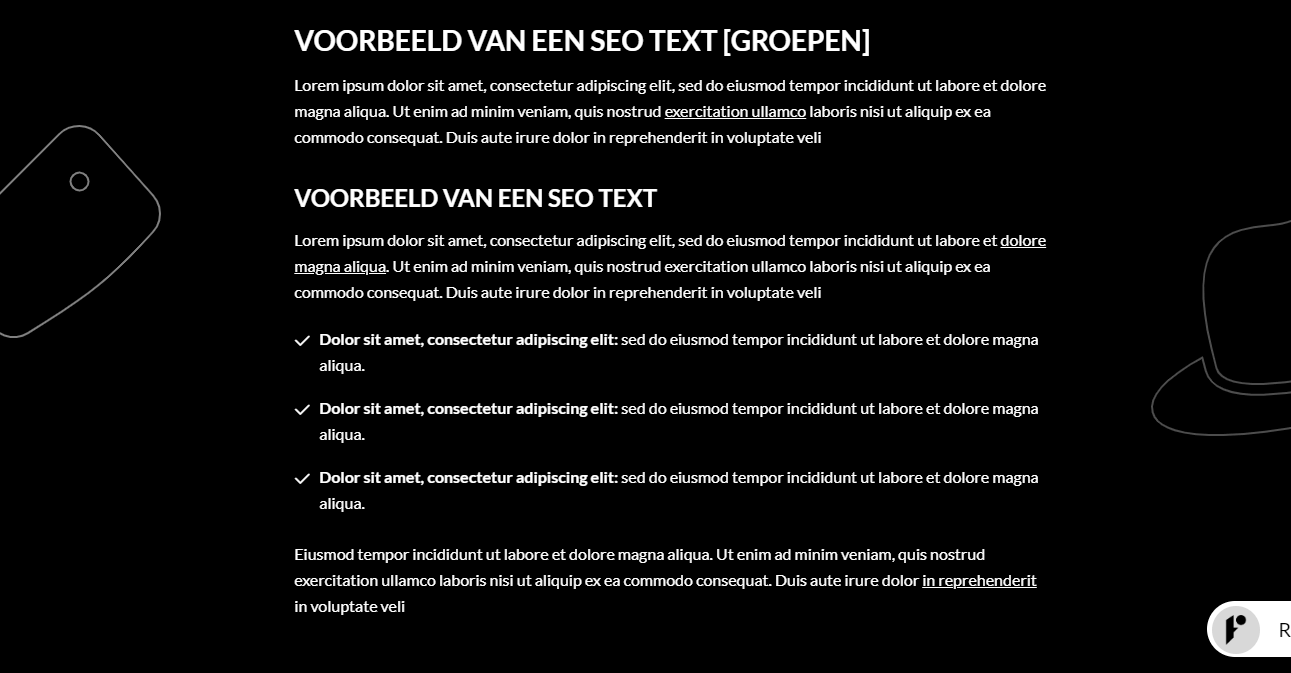 VOORBEELD VAN EEN SEO TEXT [GROEPEN]
Lorem ipsum dolor sit amet, consectetur adipiscing elit, sed do eiusmod tempor incididunt ut labore et dolore
magna aliqua. Ut enim ad minim veniam, quis nostrud exercitation ullamco laboris nisi ut aliquip ex ea
commodo consequat. Duis aute irure dolor in reprehenderit in voluptate veli
VOORBEELD VAN EEN SEO TEXT
Lorem ipsum dolor sit amet, consectetur adipiscing elit, sed do eiusmod tempor incididunt ut labore et dolore
magna aliqua. Ut enim ad minim veniam, quis nostrud exercitation ullamco laboris nisi ut aliquip ex ea
commodo consequat. Duis aute irure dolor in reprehenderit in voluptate veli
Dolor sit amet, consectetur adipiscing elit: sed do eiusmod tempor incididunt ut labore et dolore magna
aliqua.
Dolor sit amet, consectetur adipiscing elit: sed do eiusmod tempor incididunt ut labore et dolore magna
aliqua.
Dolor sit amet, consectetur adipiscing elit: sed do eiusmod tempor incididunt ut labore et dolore magna
aliqua.
Eiusmod tempor incididunt ut labore et dolore magna aliqua. Ut enim ad minim veniam, quis nostrud
exercitation ullamco laboris nisi ut aliquip ex ea commodo consequat. Duis aute irure dolor in reprehenderit
in voluptate veli
R